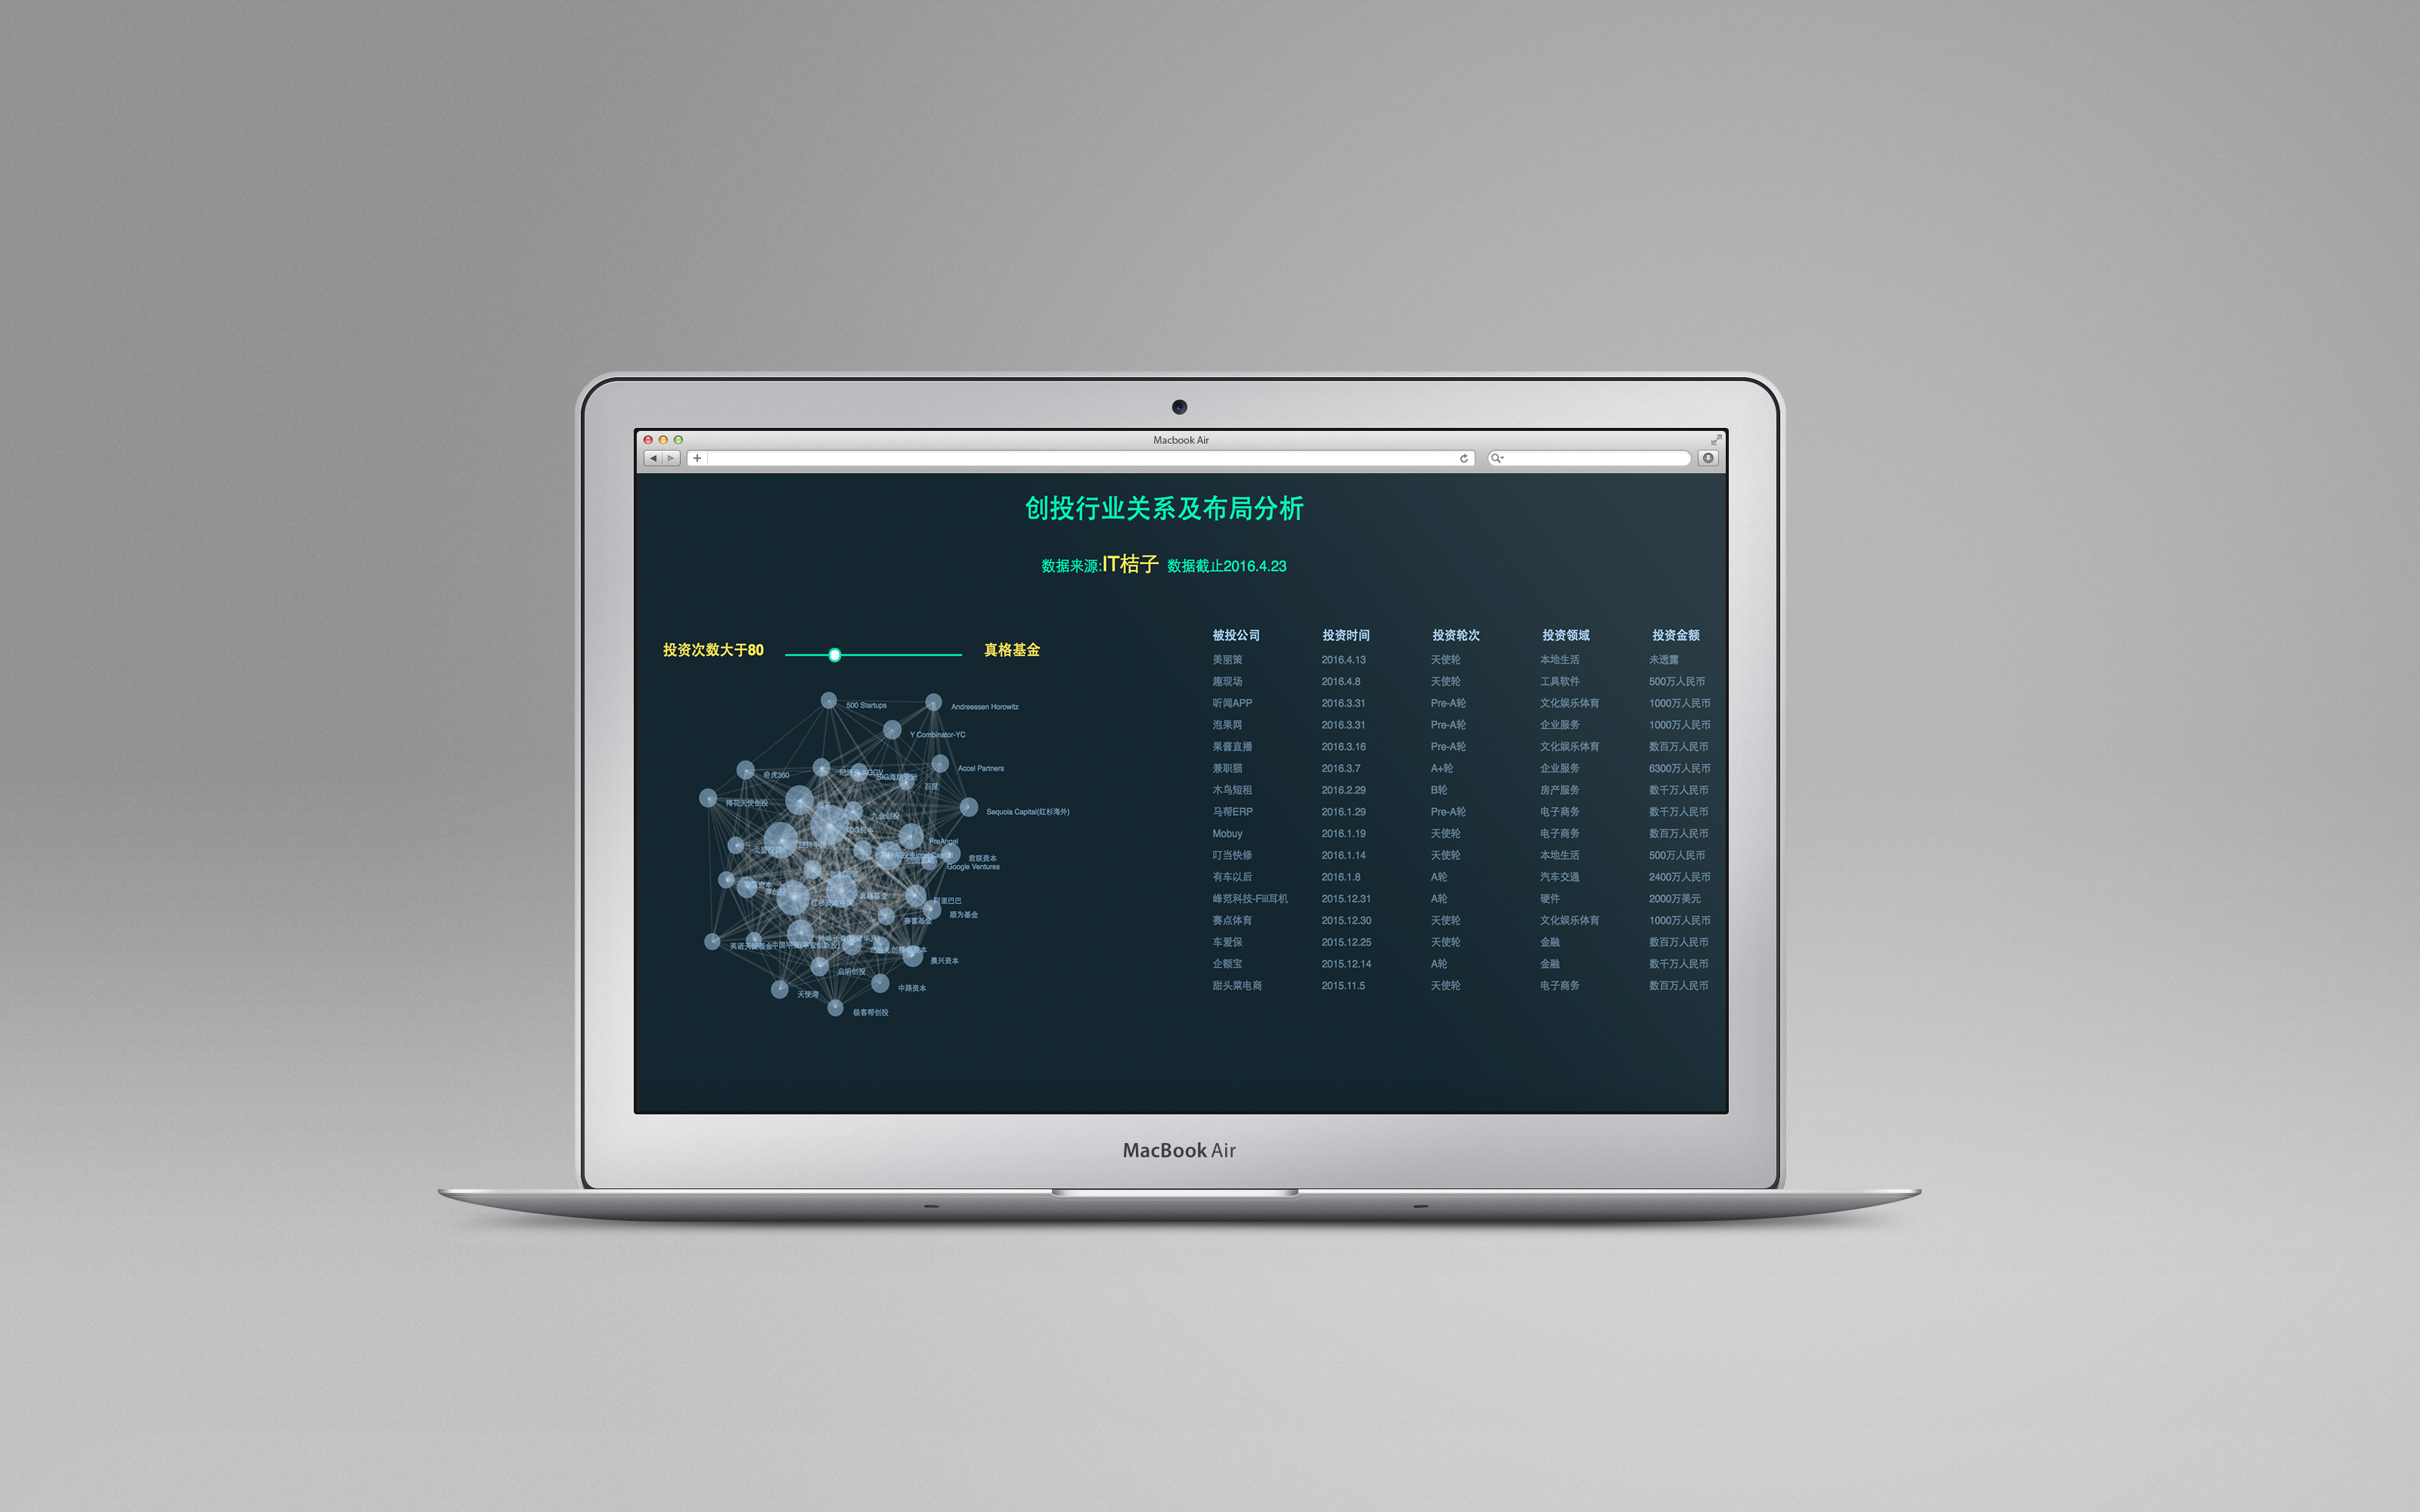 Macbook Air
创投行业关系及布局分析
数据来源:IT桔子 数据截止2016.4.23
投资次数大于80
真格基金
500 Startups
Andreessen Horowitz
Y Combinator-YC
Accel Partners
奇虎360
百度
梅花天使创投
Sequoia Capital(红杉海外)
九合创投
PreAngel
君联资本
Google Ventures
真格基金
阿里巴巴
顺为基金
赛富基金
英诺天使基金
晨兴资本
启明创投
中路资本
天使湾
极客帮创投
被投公司 投资时间 投资轮次 投资领域 投资金额
美丽策 2016.4.13 天使轮 本地生活 未透露
趣现场 2016.4.8 天使轮 工具软件 500万人民币
听闻APP 2016.3.31 Pre-A轮 文化娱乐体育 1000万人民币
泡果网 2016.3.31 Pre-A轮 企业服务 1000万人民币
果酱直播 2016.3.16 Pre-A轮 文化娱乐体育 数百万人民币
兼职猫 2016.3.7 A+轮 企业服务 6300万人民币
木鸟短租 2016.2.29 B轮 房产服务 数千万人民币
马帮ERP 2016.1.29 Pre-A轮 电子商务 数千万人民币
Mobuy 2016.1.19 天使轮 电子商务 数百万人民币
叮当快修 2016.1.14 天使轮 本地生活 500万人民币
有车以后 2016.1.8 A轮 汽车交通 2400万人民币
峰范科技-Fiil耳机 2015.12.31 A轮 硬件 2000万美元
赛点体育 2015.12.30 天使轮 文化娱乐体育 1000万人民币
车爱保 2015.12.25 天使轮 金融 数百万人民币
企额宝 2015.12.14 A轮 金融 数千万人民币
甜头菜电商 2015.11.5 天使轮 电子商务 数百万人民币
MacBook Air